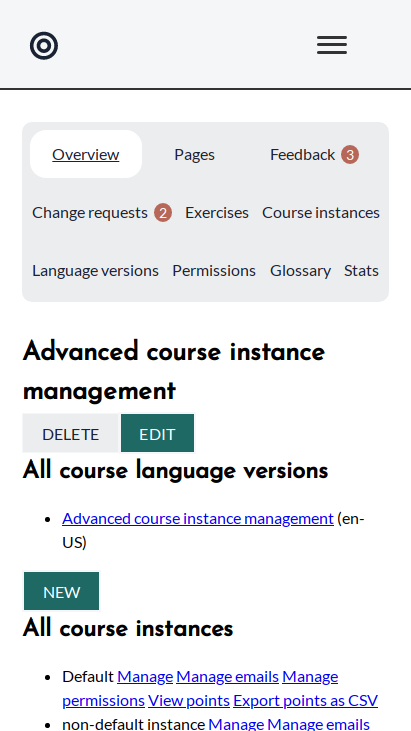 Overview Pages Feedback 3
Change requests 2 Exercises Course instances
Language versions Permissions Glossary Stats
Advanced course instance
management
DELETE EDIT
All course language versions
Advanced course instance management (en-
US)
NEW
All course instances
Default Manage Manage emails Manage
permissions View points Export points as CSV
non-default instance Manage Manage emails